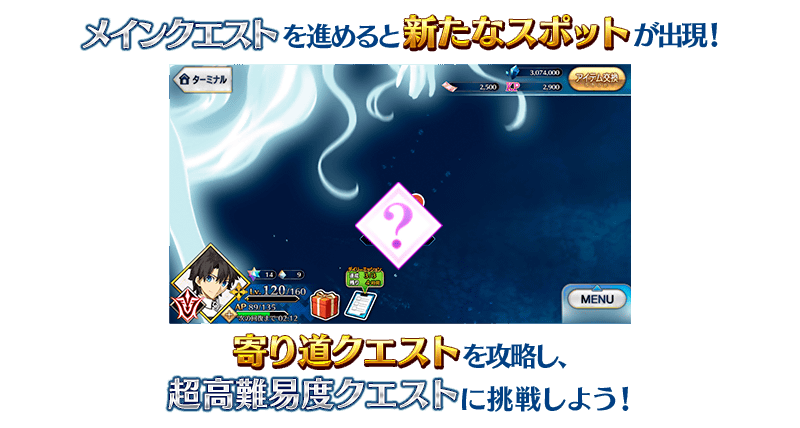 メインクエストを進めると新たなスポットが出現！
ターミナル
3,074,000
アイテム交換
2,500
K.P
2,900
?
14
9
Lv.120/160
AP 89/135
次の回復まで:02:12
3/3
MENU
寄り道クエストを攻略し、
超高難易度クエストに挑戦しよう！